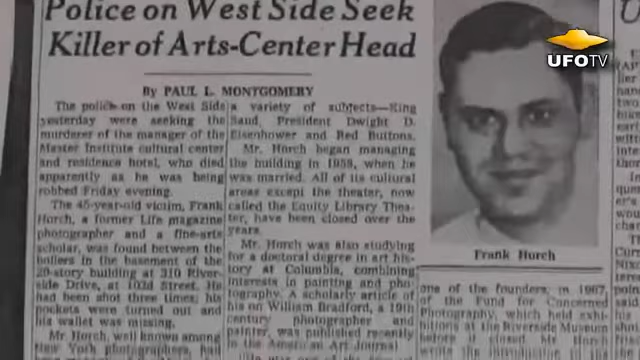 Police on West Side Seek
Killer of Arts-Center Head
By PAUL L. MONTGOMERY
The police on the West Side
yesterday were seeking the
murderer of the manager of the
Master Institute cultural center
and residence hotel, who died
apparently as he was being
robbed Friday evening.
The 45-year-old victim, Frank
Horch, a former Life magazine
photographer and a fine-arts
scholar, was found between the
boilers in the basement of the
20-story building at 310 River-
side Drive, at 103d Street. He
had been shot three times; his
pockets were turned out and
his wallet was missing.
Mr. Horch, well known among
New York photographers, had
a variety of subjects—King
Saud, President Dwight D.
Eisenhower and Red Buttons.
Mr. Horch began managing
the building in 1958, when he
was married. All of its cultural
areas except the theater, now
called the Equity Library Thea-
ter, have been closed over the
years.
Mr. Horch was also studying
for a doctoral degree in art his-
tory at Columbia, combining
interests in painting and pho-
tography. A scholarly article of
his on William Bradford, a 19th
century photographer and
painter, was published recently
in the American Art Journal
Frank Horch
one of the founders, in 1967,
of the Fund for Concerned
Photography, which held exhi-
bitions at the Riverside Museum
before it closed. Mr. Horch
UFOTV